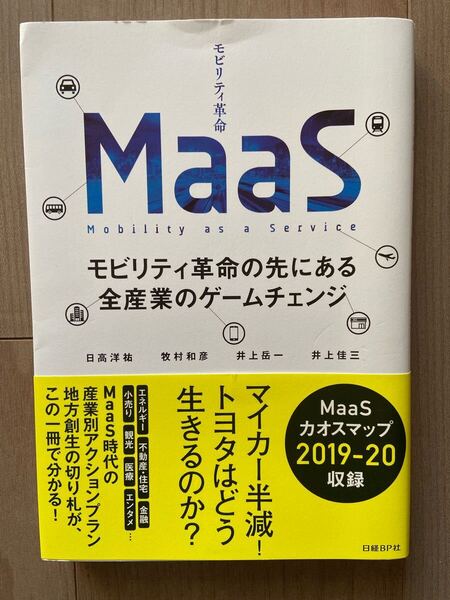 モビリティ革命
MaaS
Mobility as a Service
モビリティ革命の先にある
全産業のゲームチェンジ
日高洋祐 牧村和彦 井上岳一 井上佳三
マイカー半減！
トヨタはどう
生きるのか？
エネルギー 不動産・住宅 金融
小売り 観光 医療 エンタメ…
MaaS時代の
産業別アクションプラン
地方創生の切り札が、
この一冊で分かる！
MaaS
カオスマップ
2019-20
収録
日経BP社